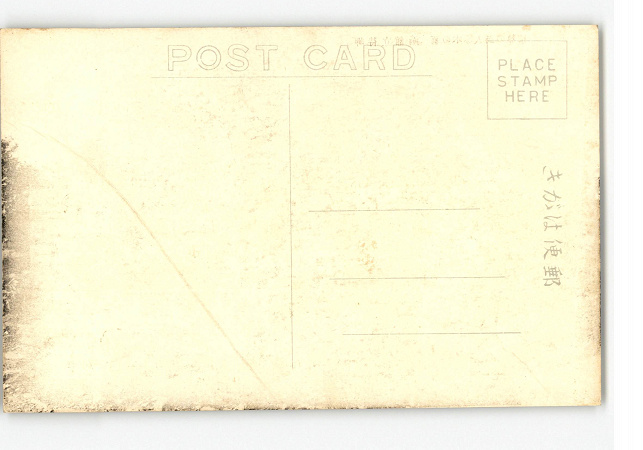 POST CARD
PLACE
STAMP
HERE
きがは便郵